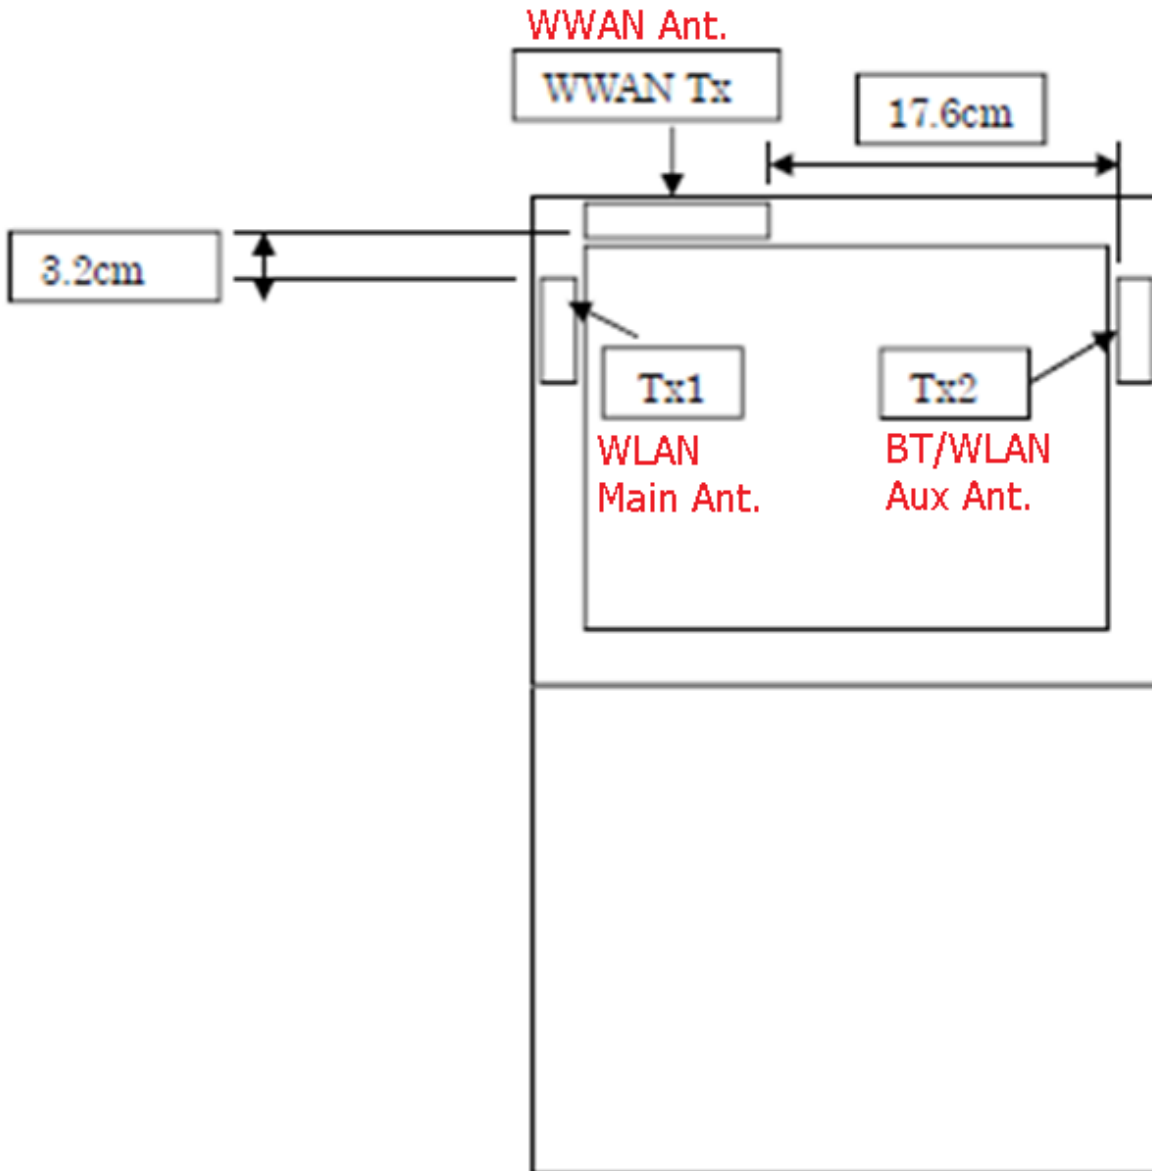 WWAN Ant.
WWAN Tx
17.6cm
3.2cm
Tx1
Tx2
WLAN
Main Ant.
BT/WLAN
Aux Ant.